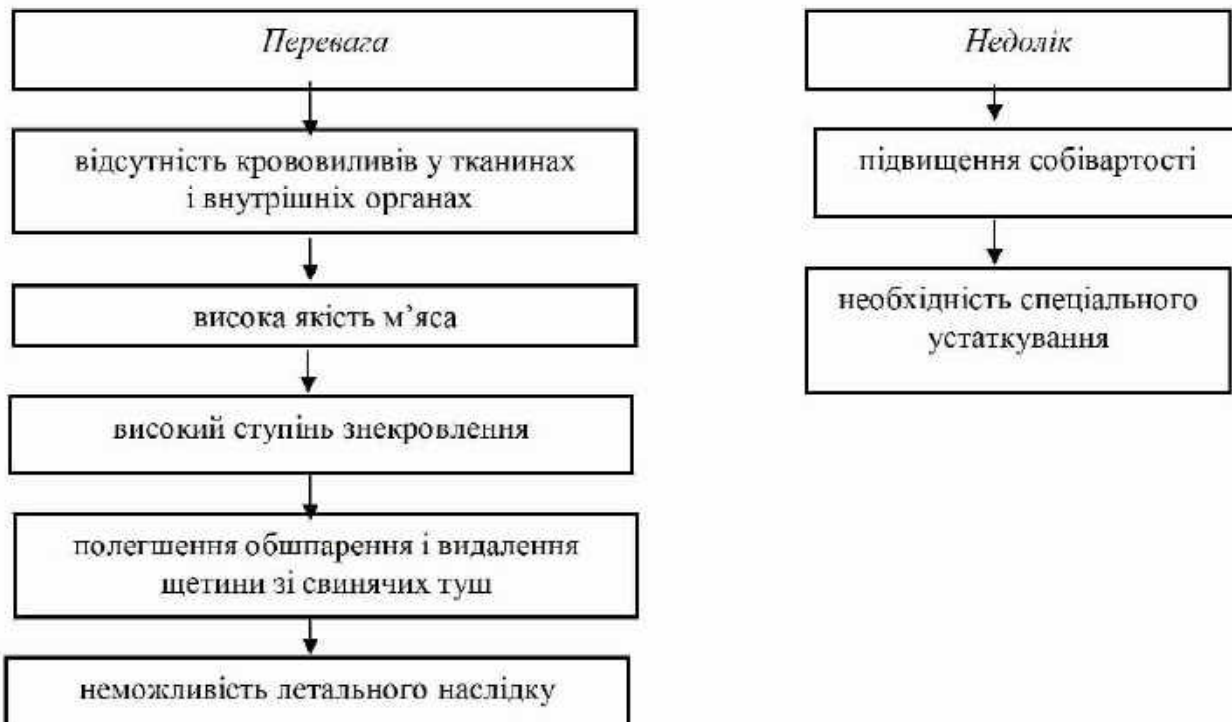 Перевага
відсутність крововиливів у тканинах
і внутрішніх органах
висока якість м’яса
високий ступінь знекровлення
полегшення обшпарення і видалення
щетини зі свинячих туш
неможливість летального наслідку
Недолік
підвищення собівартості
необхідність спеціального
устаткування